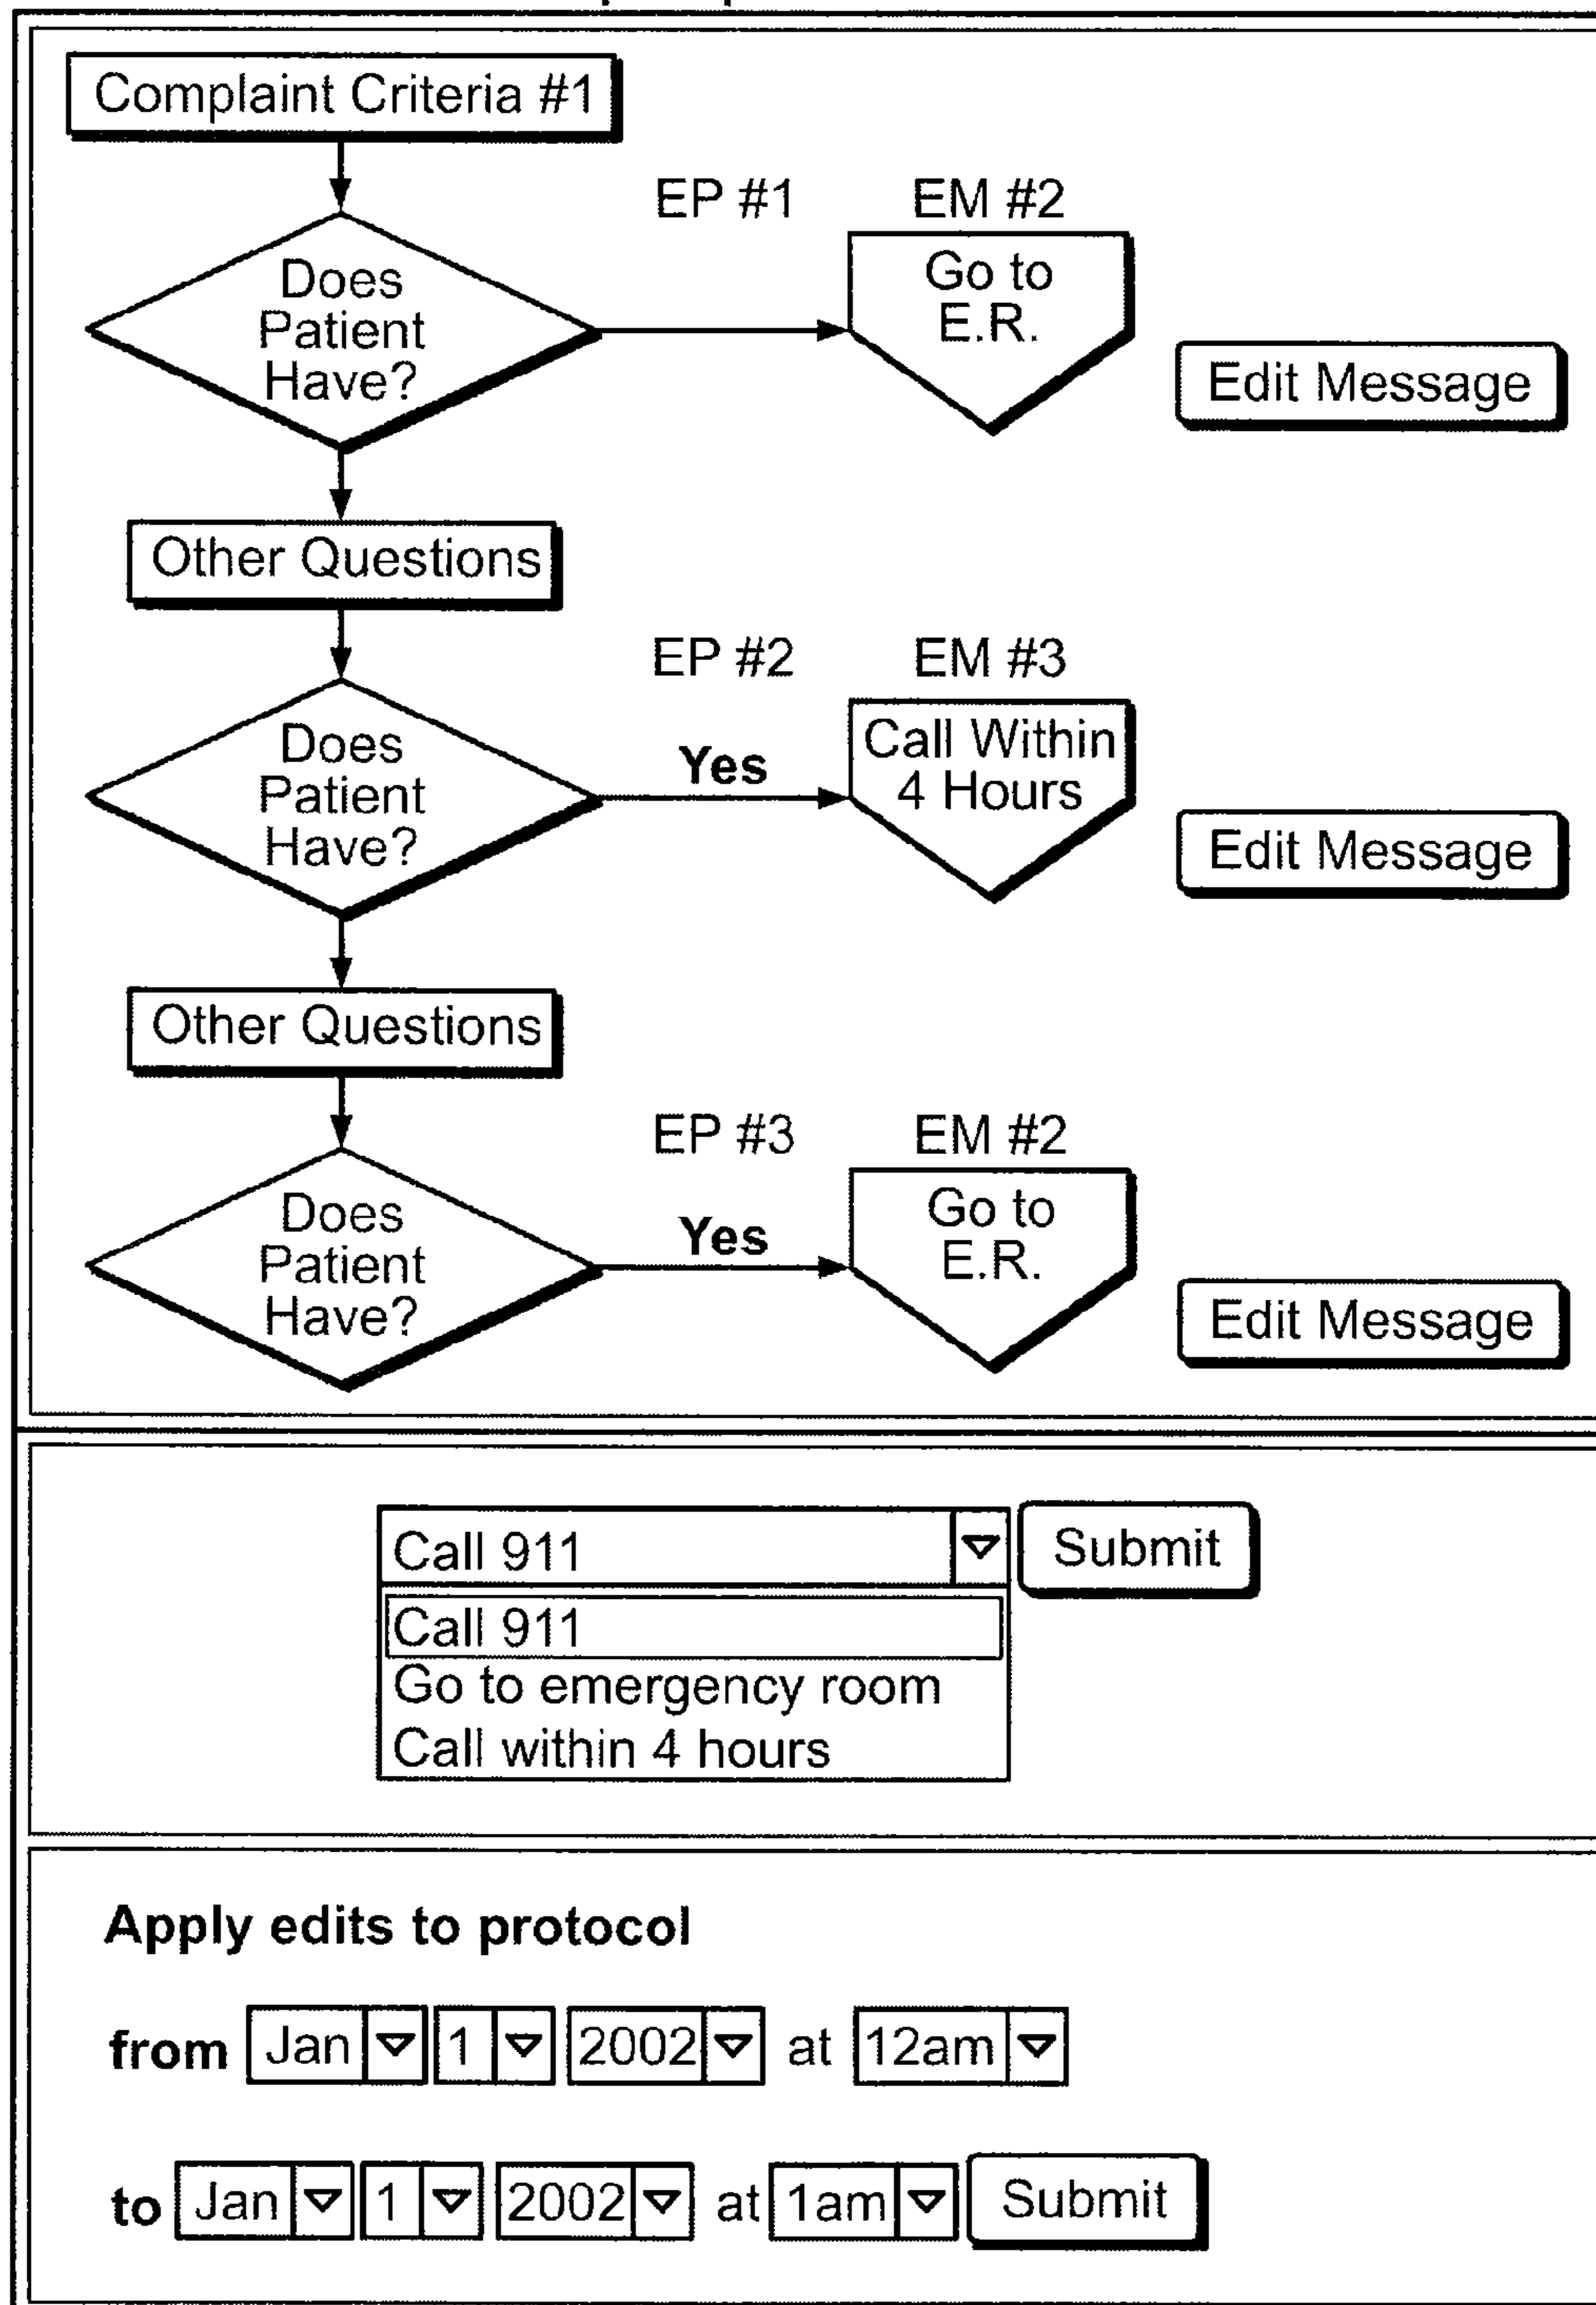 Complaint Criteria #1
EP #1 EM #2
Does
Patient
Have?
Go to
E.R.
Edit Message
Other Questions
EP #2 EM #3
Does
Patient
Have?
Yes
Call Within
4 Hours
Edit Message
Other Questions
EP #3 EM #2
Does
Patient
Have?
Yes
Go to
E.R.
Edit Message
Call 911 Submit
Call 911
Go to emergency room
Call within 4 hours
Apply edits to protocol
from Jan 1 2002 at 12am
to Jan 1 2002 at 1am Submit